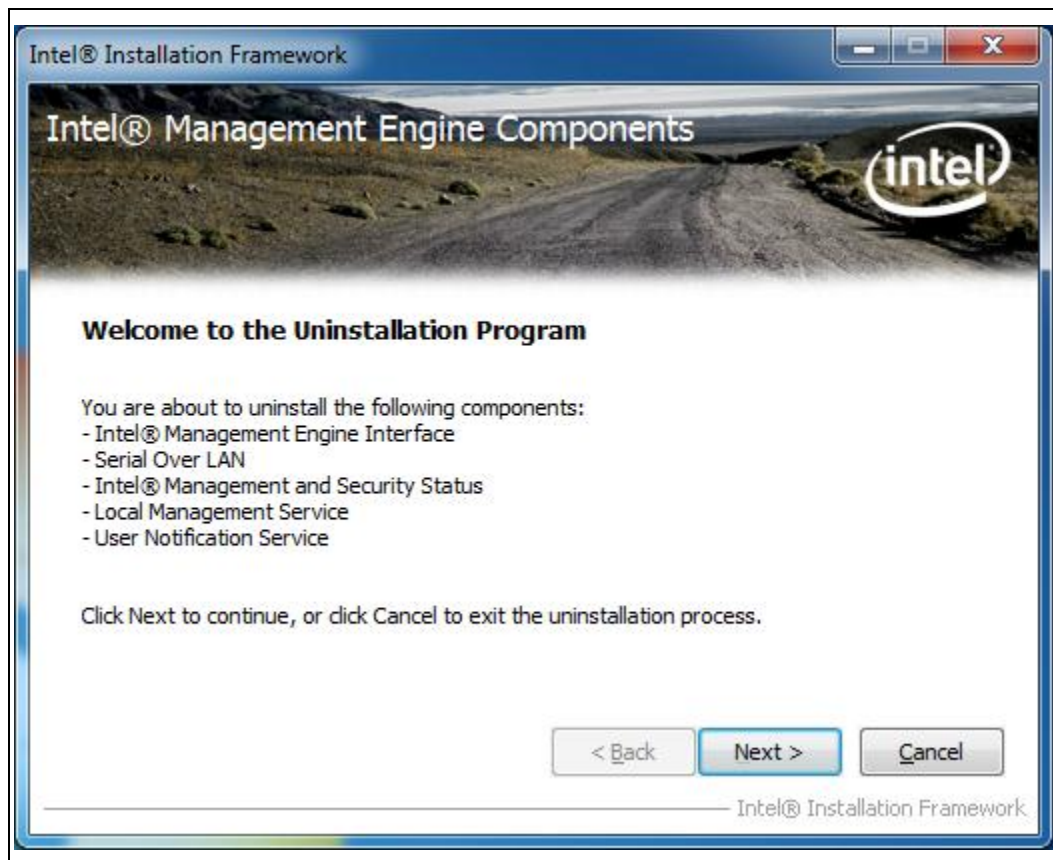 Intel® Installation Framework
Intel® Management Engine Components
intel
Welcome to the Uninstallation Program
You are about to uninstall the following components:
- Intel® Management Engine Interface
- Serial Over LAN
- Intel® Management and Security Status
- Local Management Service
- User Notification Service
Click Next to continue, or click Cancel to exit the uninstallation process.
< Back Next > Cancel
Intel® Installation Framework